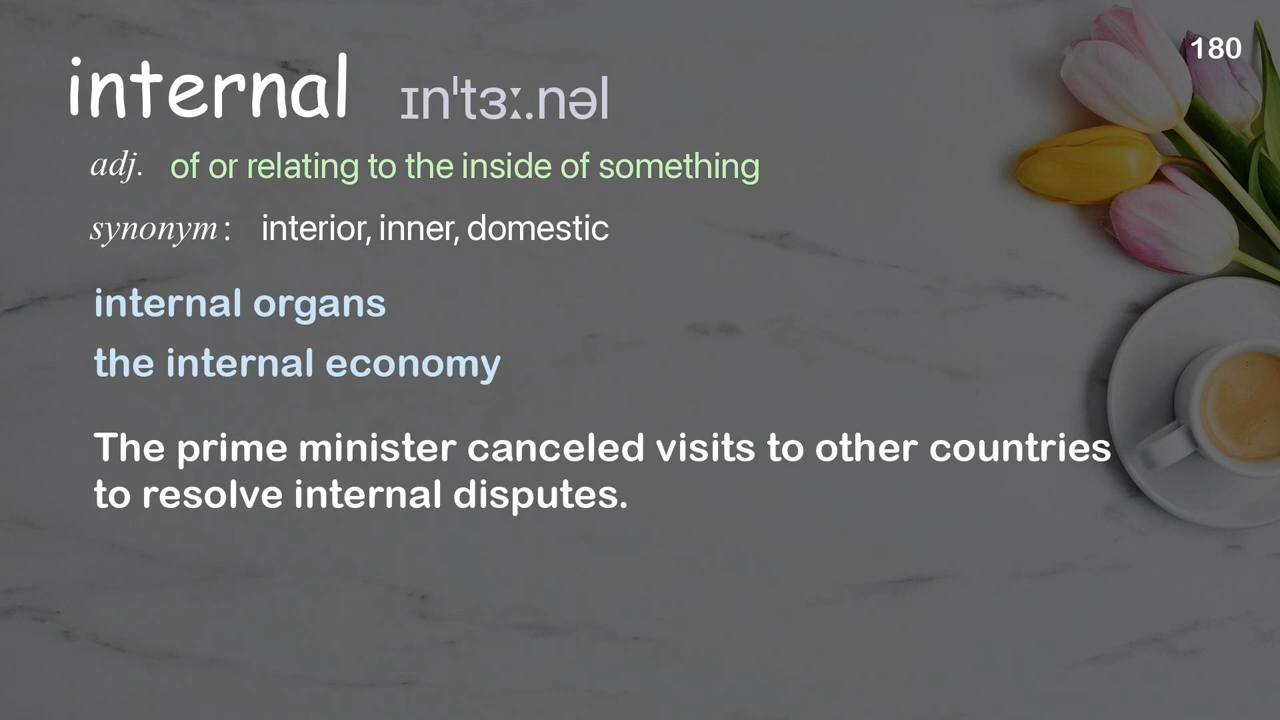 180
internal ɪnˈtɜː.nəl
adj. of or relating to the inside of something
synonym: interior, inner, domestic
internal organs
the internal economy
The prime minister canceled visits to other countries
to resolve internal disputes.